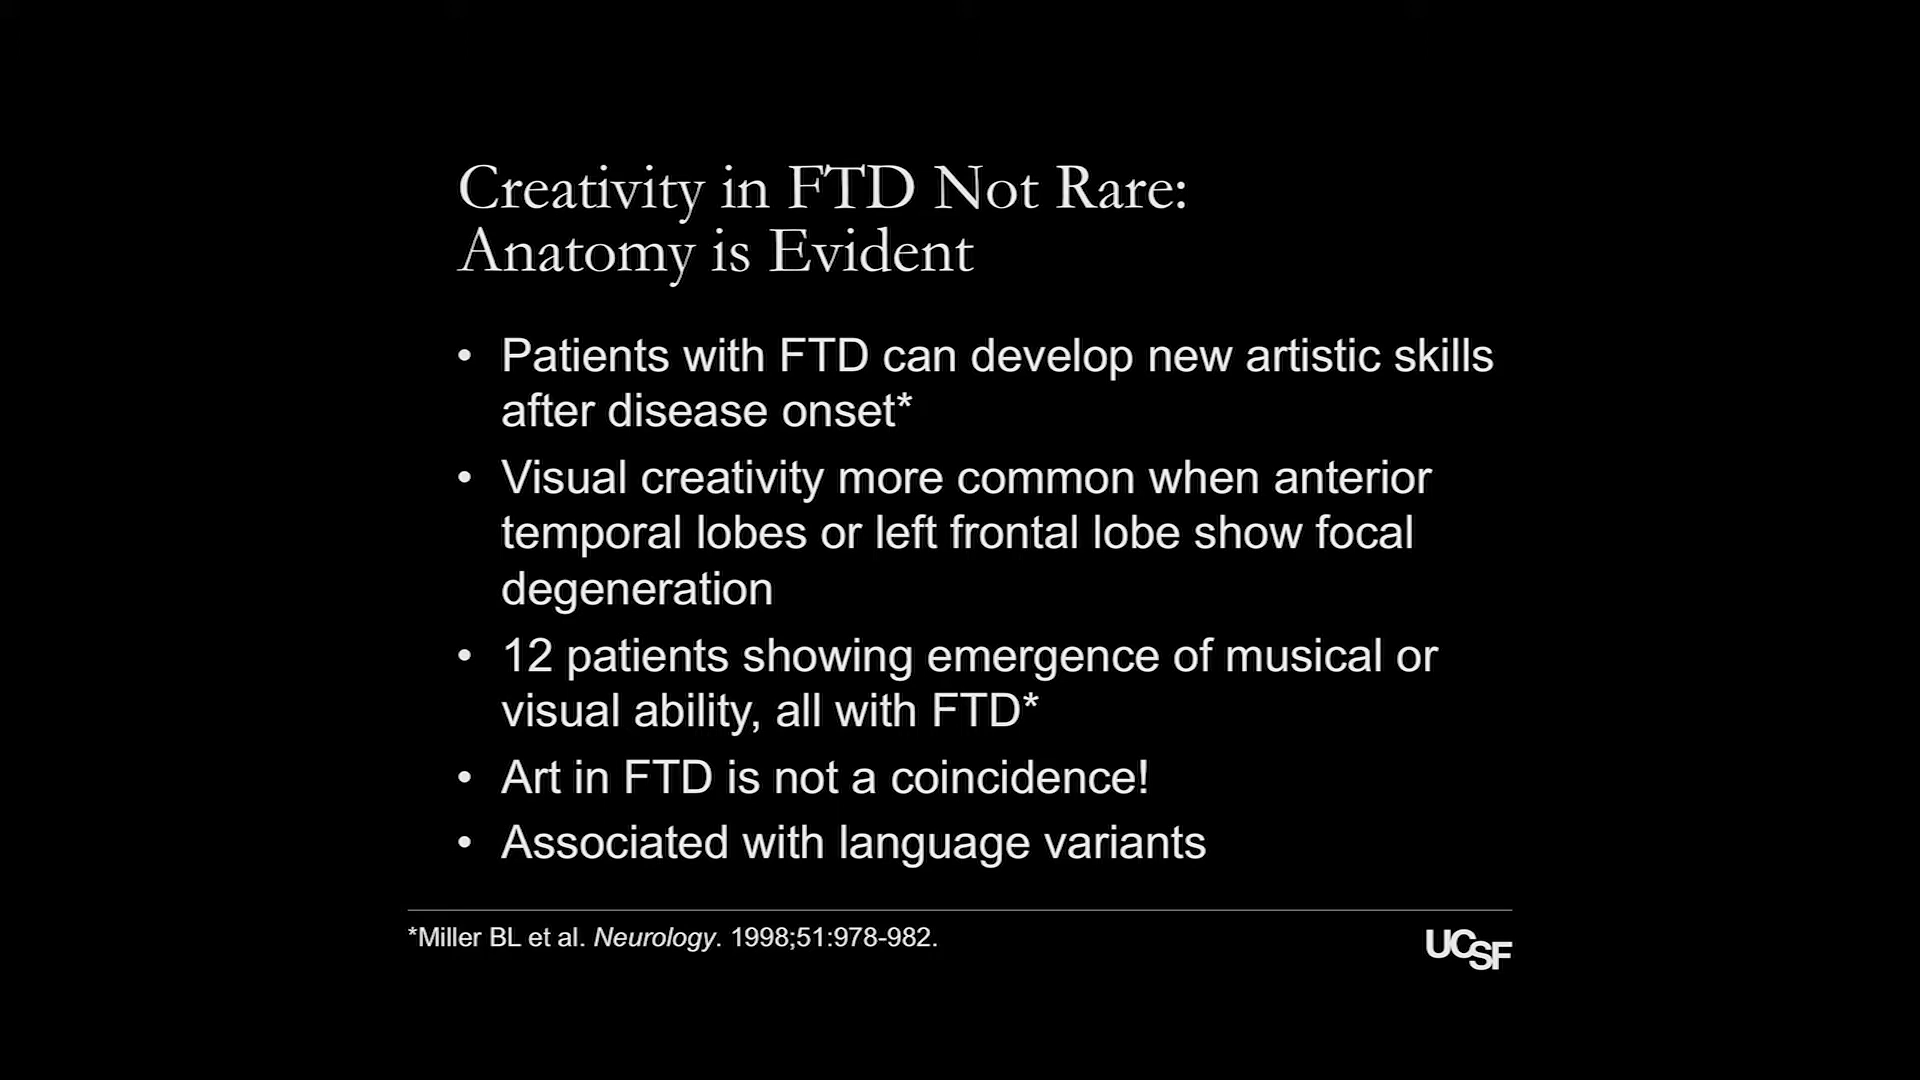 Creativity in FTD Not Rare:
Anatomy is Evident
• Patients with FTD can develop new artistic skills
after disease onset*
• Visual creativity more common when anterior
temporal lobes or left frontal lobe show focal
degeneration
• 12 patients showing emergence of musical or
visual ability, all with FTD*
• Art in FTD is not a coincidence!
• Associated with language variants
*Miller BL et al. Neurology. 1998;51:978-982.
UCSF